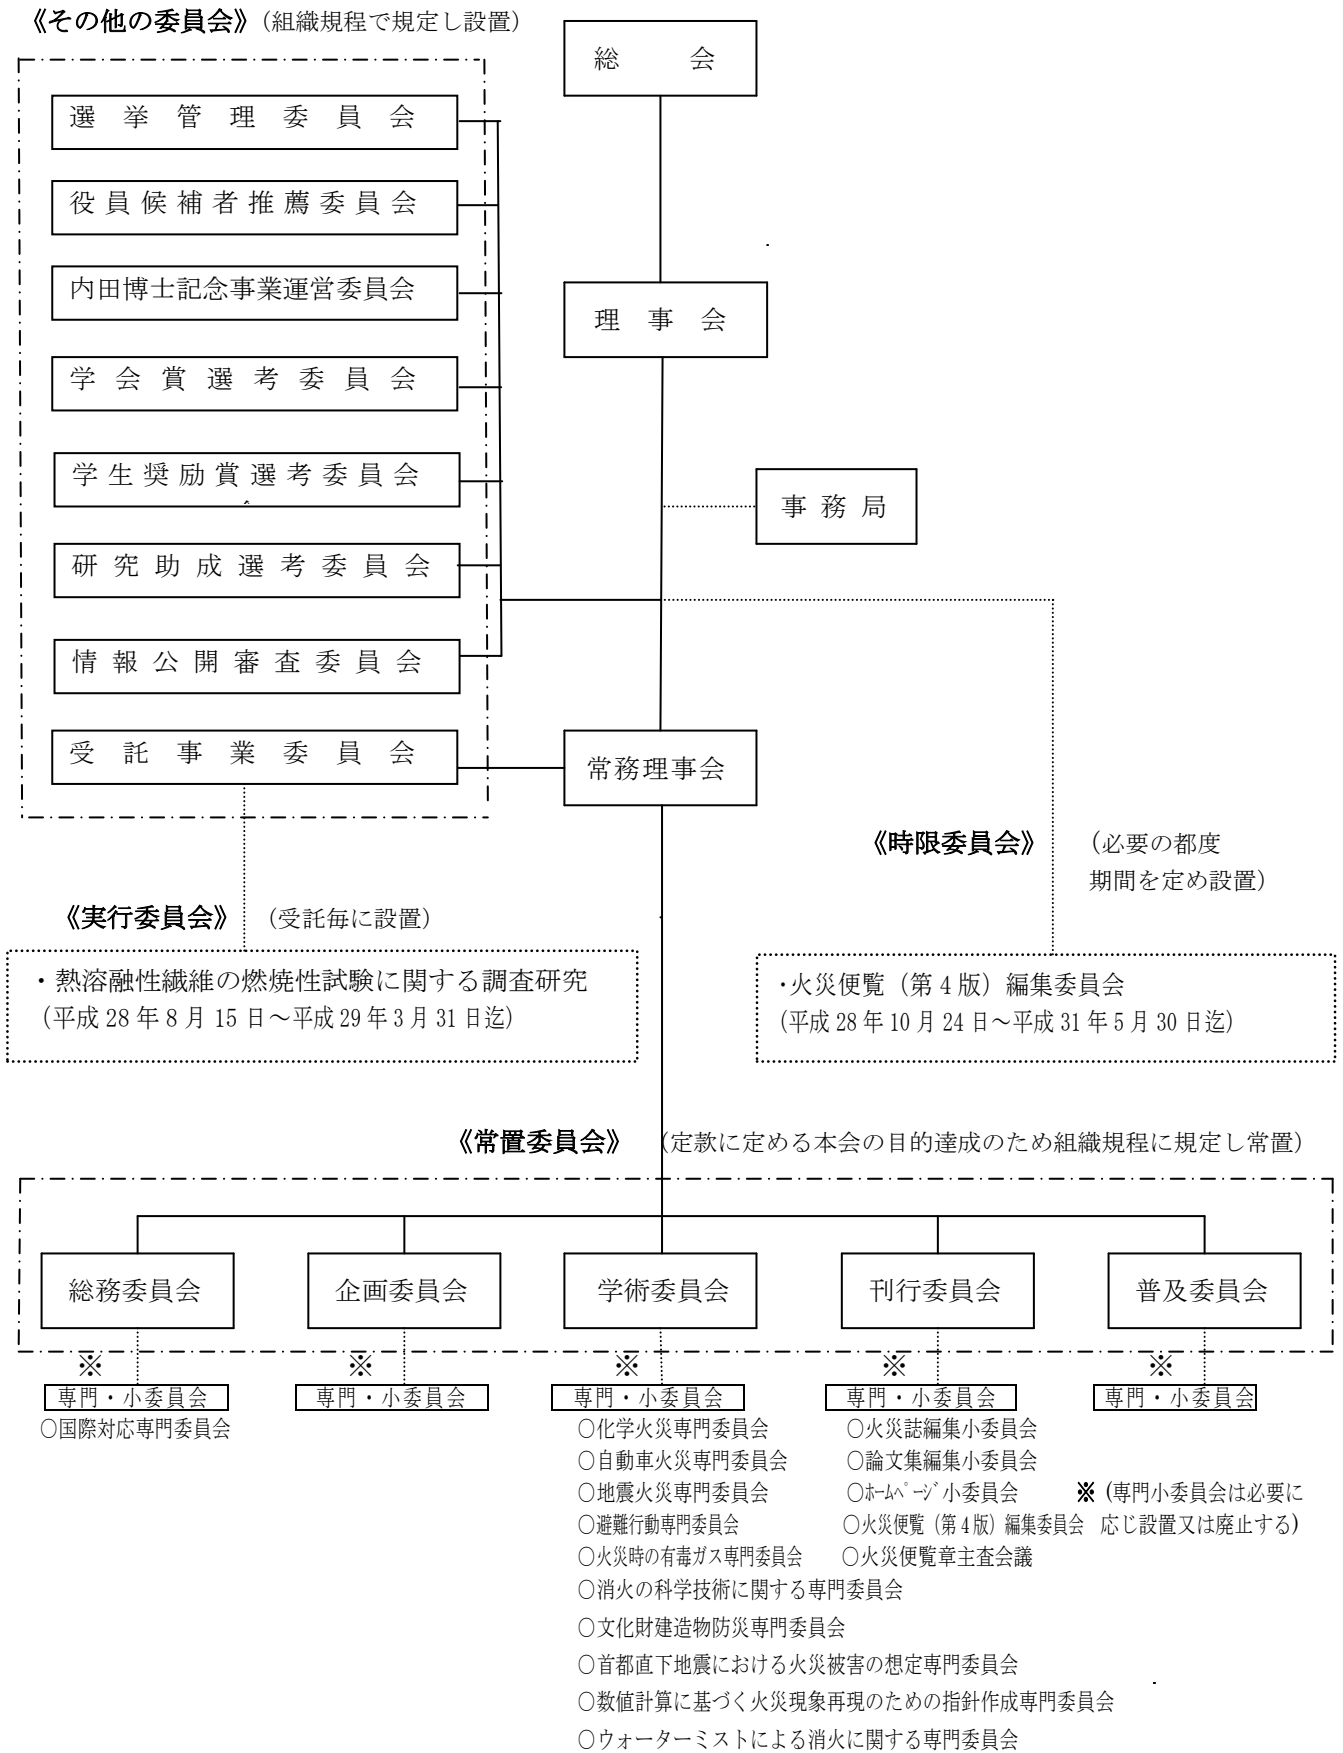 《その他の委員会》(組織規程で規定し設置)
総会
選挙管理委員会
役員候補者推薦委員会
内田博士記念事業運営委員会
理事会
学会賞選考委員会
学生奨励賞選考委員会
事務局
研究助成選考委員会
情報公開審査委員会
受託事業委員会
常務理事会
《時限委員会》 (必要の都度
期間を定め設置)
《実行委員会》 (受託毎に設置)
・熱溶融性繊維の燃焼性試験に関する調査研究
(平成 28 年 8 月 15 日～平成 29 年 3 月 31 日迄)
・火災便覧（第 4 版）編集委員会
(平成 28 年 10 月 24 日～平成 31 年 5 月 30 日迄)
《常置委員会》 (定款に定める本会の目的達成のため組織規程に規定し常置)
総務委員会
企画委員会
学術委員会
刊行委員会
普及委員会
※ ※ ※ ※ ※
専門・小委員会
○国際対応専門委員会
専門・小委員会
専門・小委員会
○化学火災専門委員会
○自動車火災専門委員会
○地震火災専門委員会
○避難行動専門委員会
○火災時の有毒ガス専門委員会
○消火の科学技術に関する専門委員会
○文化財建造物防災専門委員会
○首都直下地震における火災被害の想定専門委員会
○数値計算に基づく火災現象再現のための指針作成専門委員会
○ウォーターミストによる消火に関する専門委員会
専門・小委員会
○火災誌編集小委員会
○論文集編集小委員会
○ﾎｰﾑﾍﾟｰｼﾞ小委員会
○火災便覧（第 4 版）編集委員会
○火災便覧章主査会議
専門・小委員会
※ (専門小委員会は必要に
応じ設置又は廃止する)